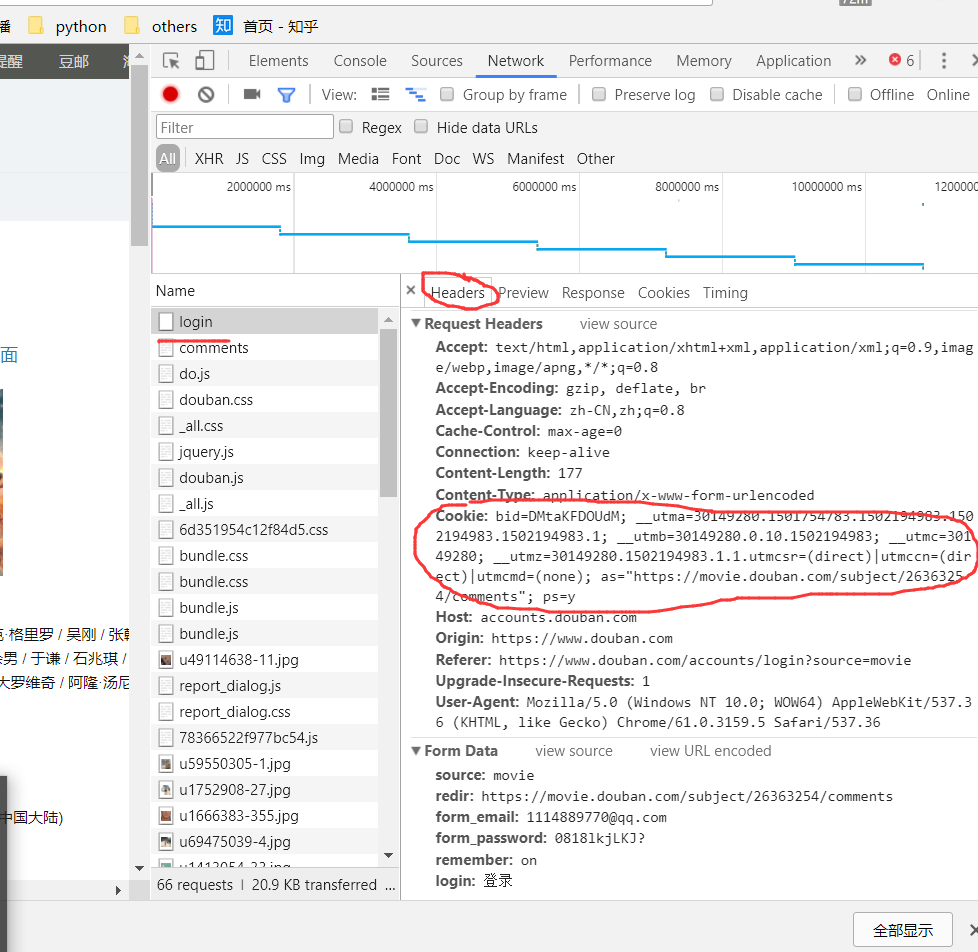 播 python others 知 首页 - 知乎
提醒 豆邮
Elements Console Sources Network Performance Memory Application » 6
View: Group by frame Preserve log Disable cache Offline Online
Filter Regex Hide data URLs
All XHR JS CSS Img Media Font Doc WS Manifest Other
2000000 ms 4000000 ms 6000000 ms 8000000 ms 10000000 ms 1200000
Name
login
comments
do.js
douban.css
_all.css
jquery.js
douban.js
_all.js
6d351954c12f84d5.css
bundle.css
bundle.css
bundle.js
bundle.js
u49114638-11.jpg
report_dialog.js
report_dialog.css
78366522f977bc54.js
u59550305-1.jpg
u1752908-27.jpg
u1666383-355.jpg
u69475039-4.jpg
66 requests | 20.9 KB transferred ...
× Headers Preview Response Cookies Timing
Request Headers view source
Accept: text/html,application/xhtml+xml,application/xml;q=0.9,imag
e/webp,image/apng,*/*;q=0.8
Accept-Encoding: gzip, deflate, br
Accept-Language: zh-CN,zh;q=0.8
Cache-Control: max-age=0
Connection: keep-alive
Content-Length: 177
Content-Type: application/x-www-form-urlencoded
Cookie: bid=DMtaKFDOUdM; __utma=30149280.1501754783.1502194983.150
2194983.1502194983.1; __utmb=30149280.0.10.1502194983; __utmc=3014
9280; __utmz=30149280.1502194983.1.1.utmcsr=(direct)|utmccn=(dir
ect)|utmcmd=(none); as="https://movie.douban.com/subject/2636325
4/comments"; ps=y
Host: accounts.douban.com
Origin: https://www.douban.com
Referer: https://www.douban.com/accounts/login?source=movie
Upgrade-Insecure-Requests: 1
User-Agent: Mozilla/5.0 (Windows NT 10.0; WOW64) AppleWebKit/537.3
6 (KHTML, like Gecko) Chrome/61.0.3159.5 Safari/537.36
Form Data view source view URL encoded
source: movie
redir: https://movie.douban.com/subject/26363254/comments
form_email: 1114889770@qq.com
form_password: 08181kjLKJ?
remember: on
login: 登录
面
·格里罗 / 吴刚 / 张
男 / 于谦 / 石兆琪 /
大罗维奇 / 阿隆·汤尼
中国大陆)
全部显示